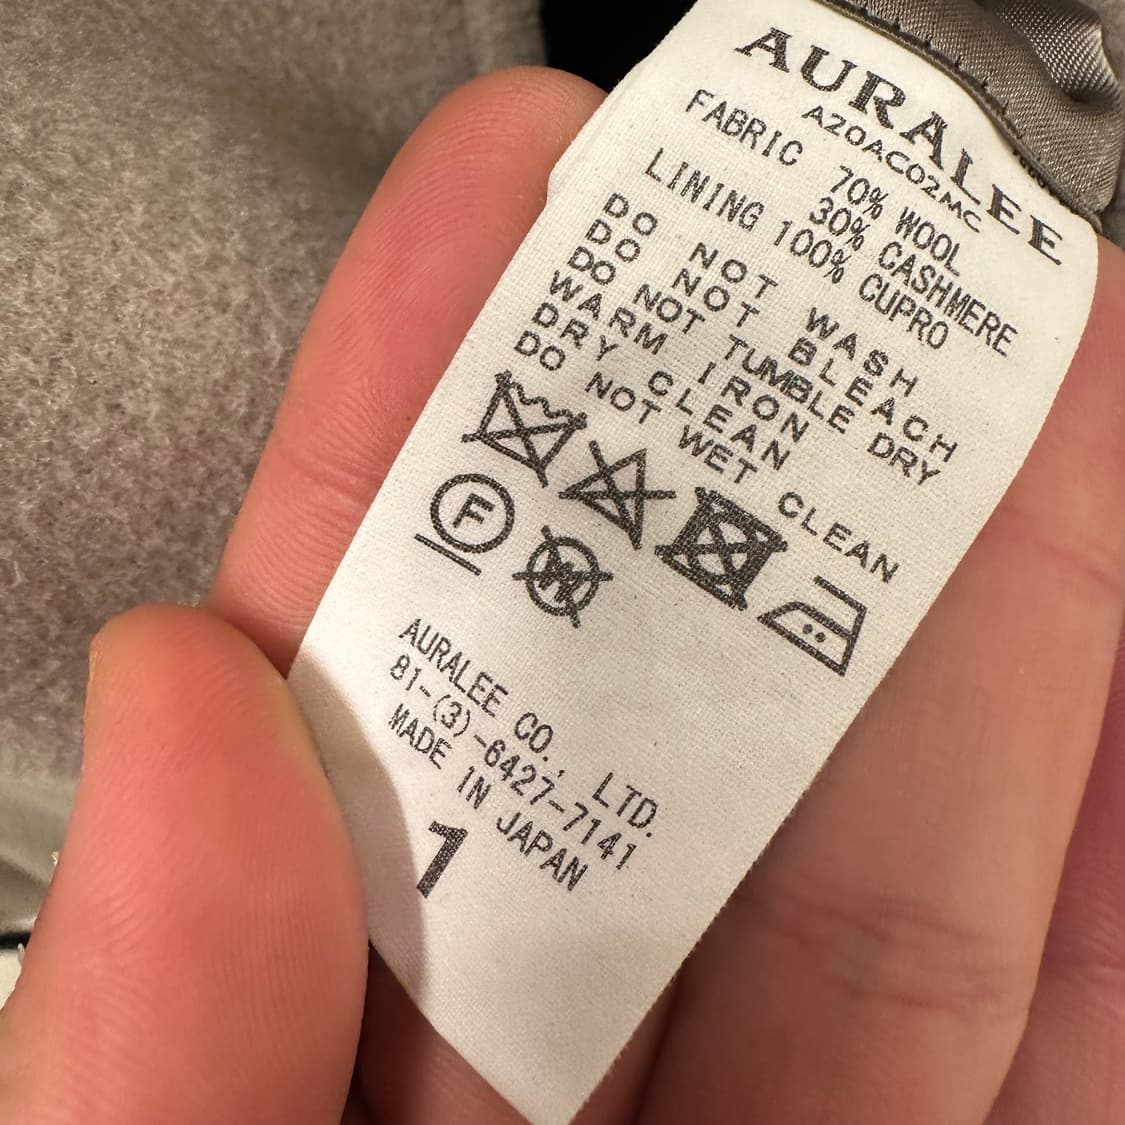 AURALEE
A20AC02MC
FABRIC 70% WOOL
30% CASHMERE
LINING 100% CUPRO
DO NOT WASH
DO NOT BLEACH
DO NOT TUMBLE DRY
WARM IRON
DRY CLEAN
DO NOT WET CLEAN
F
W
AURALEE CO., LTD.
81-(3)-6427-7141
MADE IN JAPAN
1